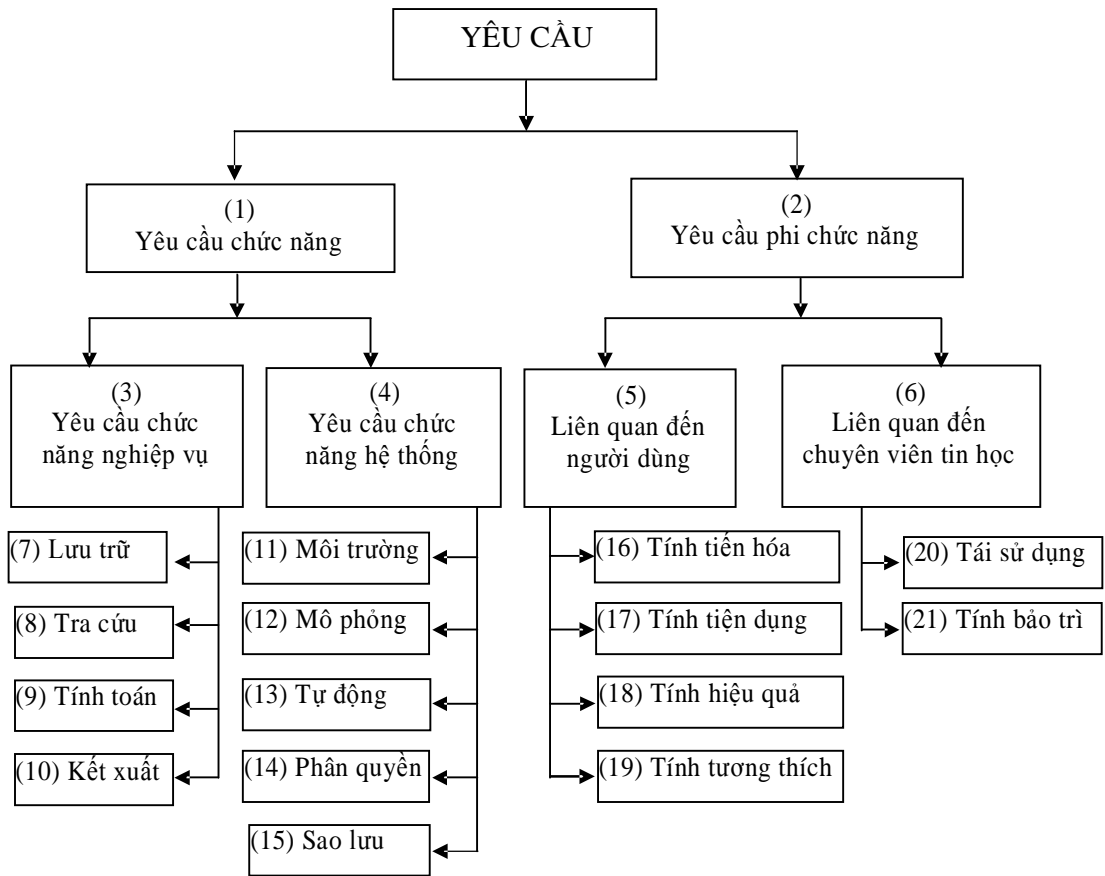 YÊU CẦU
(1)
Yêu cầu chức năng
(2)
Yêu cầu phi chức năng
(3)
Yêu cầu chức
năng nghiệp vụ
(4)
Yêu cầu chức
năng hệ thống
(5)
Liên quan đến
người dùng
(6)
Liên quan đến
chuyên viên tin học
(7) Lưu trữ
(8) Tra cứu
(9) Tính toán
(10) Kết xuất
(11) Môi trường
(12) Mô phỏng
(13) Tự động
(14) Phân quyền
(15) Sao lưu
(16) Tính tiến hóa
(17) Tính tiện dụng
(18) Tính hiệu quả
(19) Tính tương thích
(20) Tái sử dụng
(21) Tính bảo trì